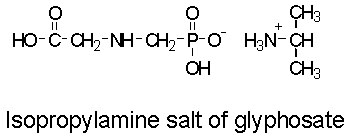 O O CH₃
HO-C-CH₂-NH-CH₂-P-O⁻ H₃N⁺-CH
OH CH₃
Isopropylamine salt of glyphosate